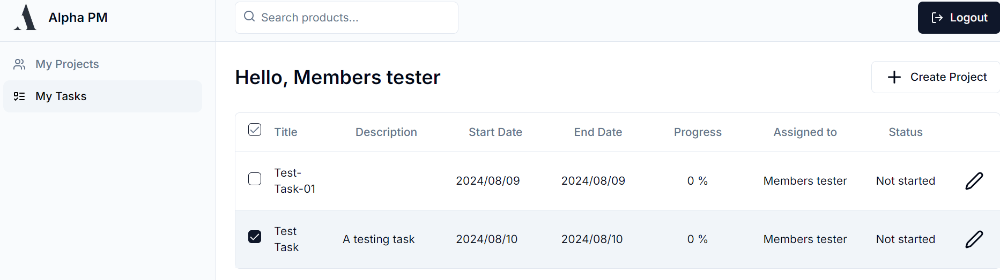 Alpha PM
Search products...
Logout
My Projects
My Tasks
Hello, Members tester
Create Project
Title Description Start Date End Date Progress Assigned to Status
Test-
Task-01
2024/08/09 2024/08/09 0 % Members tester Not started
Test
Task
A testing task 2024/08/10 2024/08/10 0 % Members tester Not started